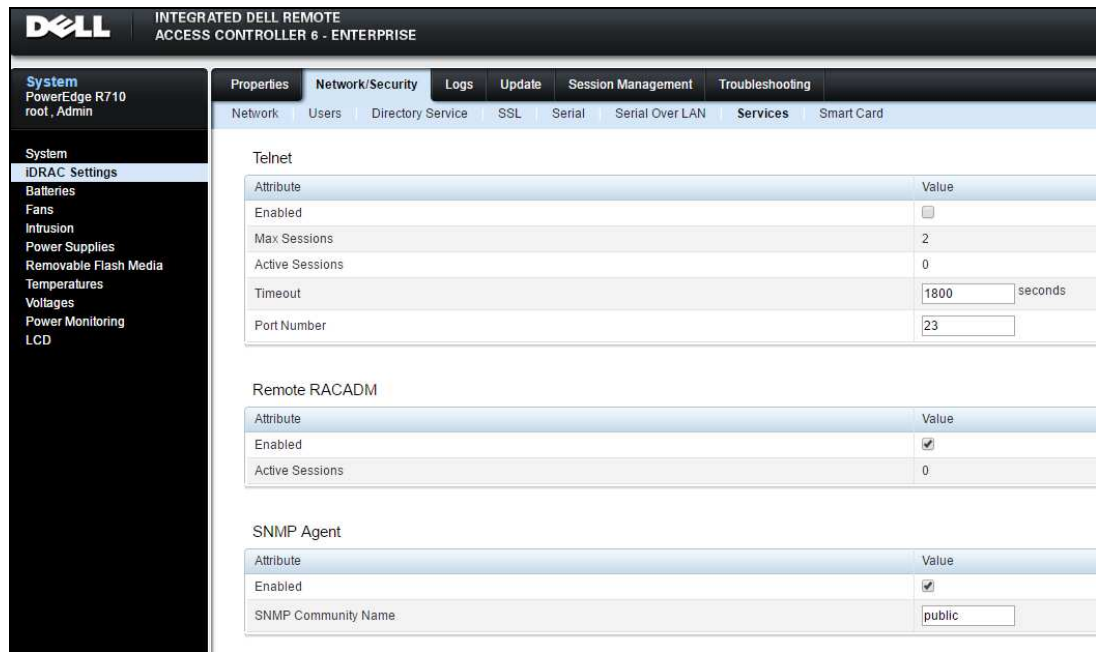 DELL
INTEGRATED DELL REMOTE
ACCESS CONTROLLER 6 - ENTERPRISE
System
PowerEdge R710
root , Admin
System
iDRAC Settings
Batteries
Fans
Intrusion
Power Supplies
Removable Flash Media
Temperatures
Voltages
Power Monitoring
LCD
Properties Network/Security Logs Update Session Management Troubleshooting
Network Users Directory Service SSL Serial Serial Over LAN Services Smart Card
Telnet
Attribute Value
Enabled
Max Sessions 2
Active Sessions 0
Timeout 1800 seconds
Port Number 23
Remote RACADM
Attribute Value
Enabled
Active Sessions 0
SNMP Agent
Attribute Value
Enabled
SNMP Community Name public